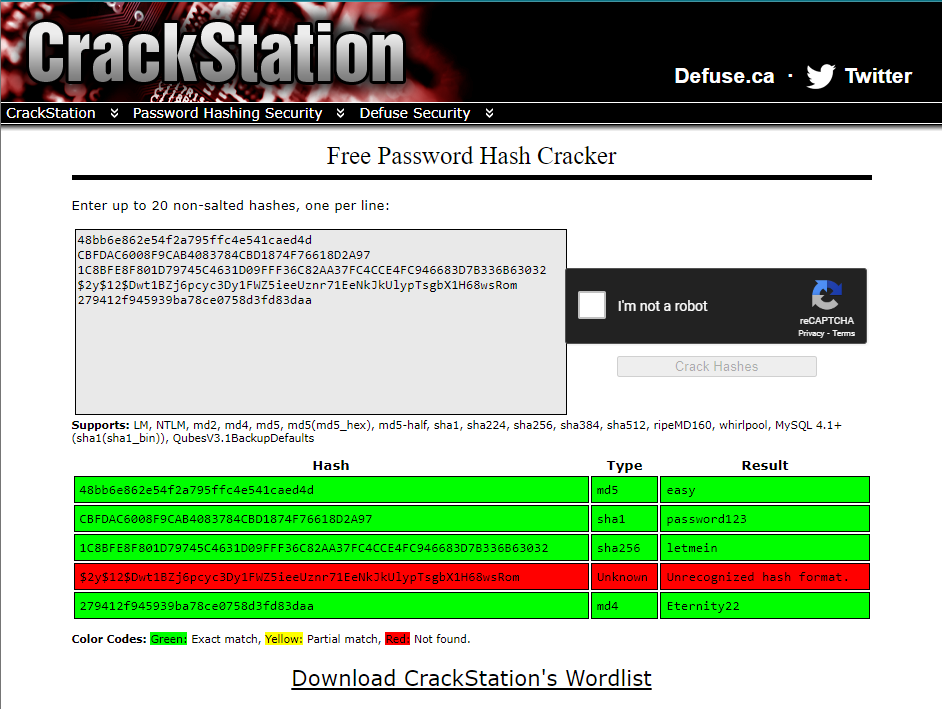 CrackStation
Defuse.ca · Twitter
CrackStation Password Hashing Security Defuse Security
Free Password Hash Cracker
Enter up to 20 non-salted hashes, one per line:
48bb6e862e54f2a795ffc4e541caed4d
CBFDAC6008F9CAB4083784CBD1874F76618D2A97
1C8BFE8F801D79745C4631D09FFF36C82AA37FC4CCE4FC946683D7B336B63032
$2y$12$Dwt1BZj6pcyc3Dy1FWZ5ieeUznr71EeNkJkUlypTsgbX1H68wsRom
279412f945939ba78ce0758d3fd83daa
I'm not a robot
reCAPTCHA
Privacy - Terms
Crack Hashes
Supports: LM, NTLM, md2, md4, md5, md5(md5_hex), md5-half, sha1, sha224, sha256, sha384, sha512, ripeMD160, whirlpool, MySQL 4.1+
(sha1(sha1_bin)), QubesV3.1BackupDefaults
Hash Type Result
48bb6e862e54f2a795ffc4e541caed4d md5 easy
CBFDAC6008F9CAB4083784CBD1874F76618D2A97 sha1 password123
1C8BFE8F801D79745C4631D09FFF36C82AA37FC4CCE4FC946683D7B336B63032 sha256 letmein
$2y$12$Dwt1BZj6pcyc3Dy1FWZ5ieeUznr71EeNkJkUlypTsgbX1H68wsRom Unknown Unrecognized hash format.
279412f945939ba78ce0758d3fd83daa md4 Eternity22
Color Codes: Green: Exact match, Yellow: Partial match, Red: Not found.
Download CrackStation's Wordlist